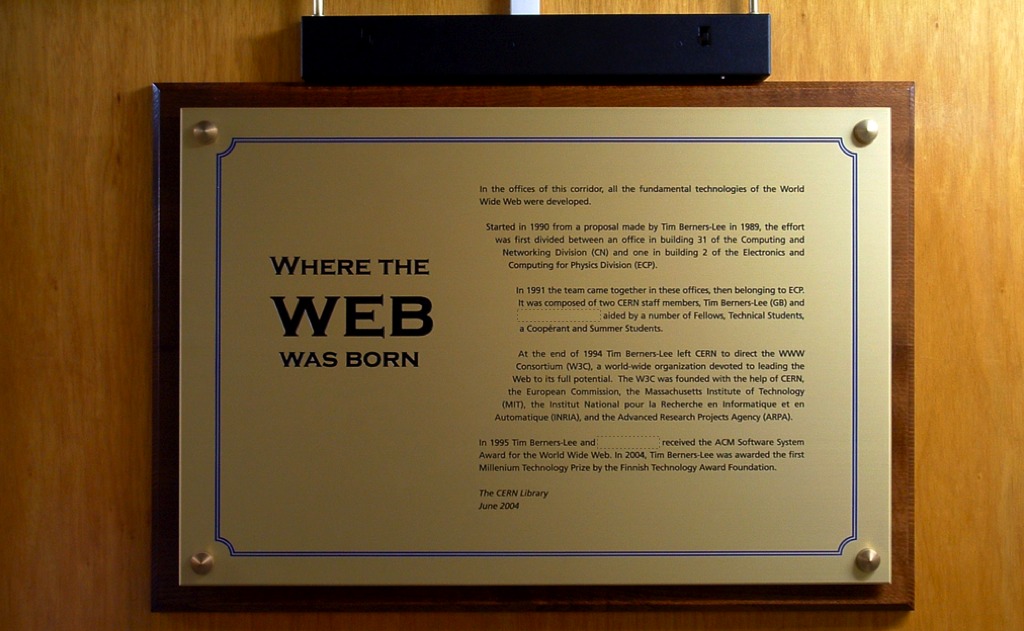 WHERE THE
WEB
WAS BORN
In the offices of this corridor, all the fundamental technologies of the World
Wide Web were developed.
Started in 1990 from a proposal made by Tim Berners-Lee in 1989, the effort
was first divided between an office in building 31 of the Computing and
Networking Division (CN) and one in building 2 of the Electronics and
Computing for Physics Division (ECP).
In 1991 the team came together in these offices, then belonging to ECP.
It was composed of two CERN staff members, Tim Berners-Lee (GB) and
aided by a number of Fellows, Technical Students,
a Coopérant and Summer Students.
At the end of 1994 Tim Berners-Lee left CERN to direct the WWW
Consortium (W3C), a world-wide organization devoted to leading the
Web to its full potential. The W3C was founded with the help of CERN,
the European Commission, the Massachusetts Institute of Technology
(MIT), the Institut National pour la Recherche en Informatique et en
Automatique (INRIA), and the Advanced Research Projects Agency (ARPA).
In 1995 Tim Berners-Lee and received the ACM Software System
Award for the World Wide Web. In 2004, Tim Berners-Lee was awarded the first
Millenium Technology Prize by the Finnish Technology Award Foundation.
The CERN Library
June 2004